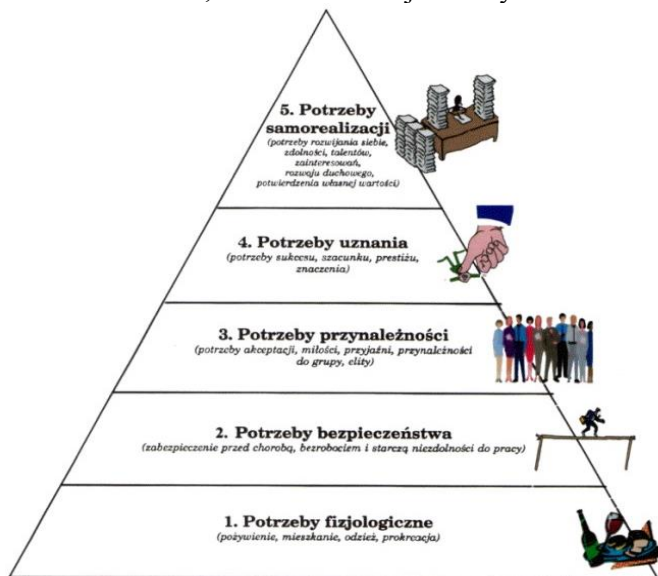 5. Potrzeby
samorealizacji
(potrzeby rozwijania siebie,
zdolności, talentów,
zainteresowań,
rozwoju duchowego,
potwierdzenia własnej wartości)
4. Potrzeby uznania
(potrzeby sukcesu, szacunku, prestiżu,
znaczenia)
3. Potrzeby przynależności
(potrzeby akceptacji, miłości, przyjaźni, przynależności
do grupy, elity)
2. Potrzeby bezpieczeństwa
(zabezpieczenie przed chorobą, bezrobociem i starczą niezdolności do pracy)
1. Potrzeby fizjologiczne
(pożywienie, mieszkanie, odzież, prokreacja)